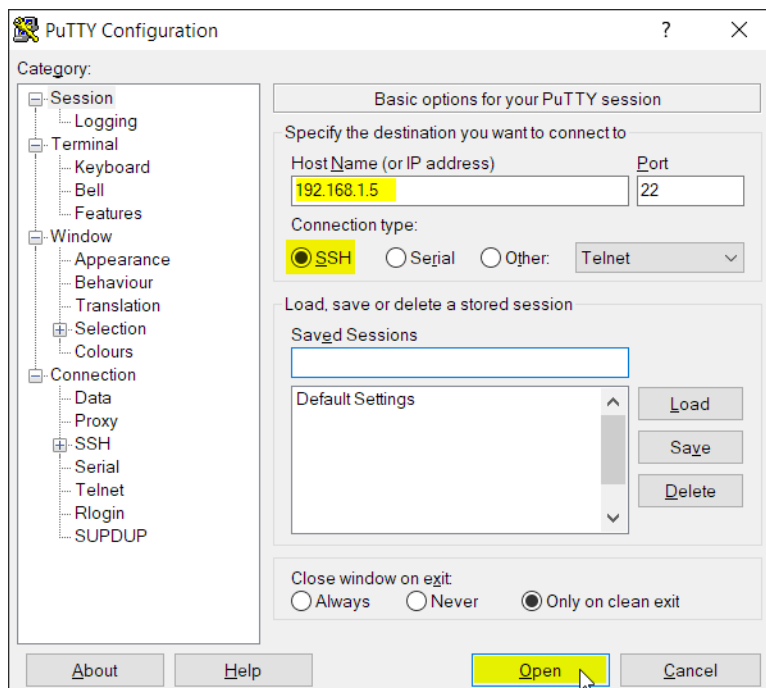 PuTTY Configuration
?
Category:
Session
Logging
Terminal
Keyboard
Bell
Features
Window
Appearance
Behaviour
Translation
Selection
Colours
Connection
Data
Proxy
SSH
Serial
Telnet
Rlogin
SUPDUP
Basic options for your PuTTY session
Specify the destination you want to connect to
Host Name (or IP address) Port
192.168.1.5 22
Connection type:
SSH Serial Other: Telnet
Load, save or delete a stored session
Saved Sessions
Default Settings
Load
Save
Delete
Close window on exit:
Always Never Only on clean exit
About Help Open Cancel